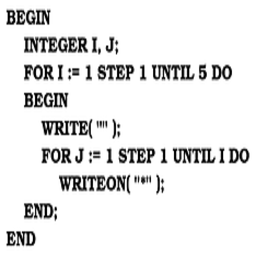 BEGIN
INTEGER I, J;
FOR I := 1 STEP 1 UNTIL 5 DO
BEGIN
WRITE( "" );
FOR J := 1 STEP 1 UNTIL I DO
WRITEON( "*" );
END;
END